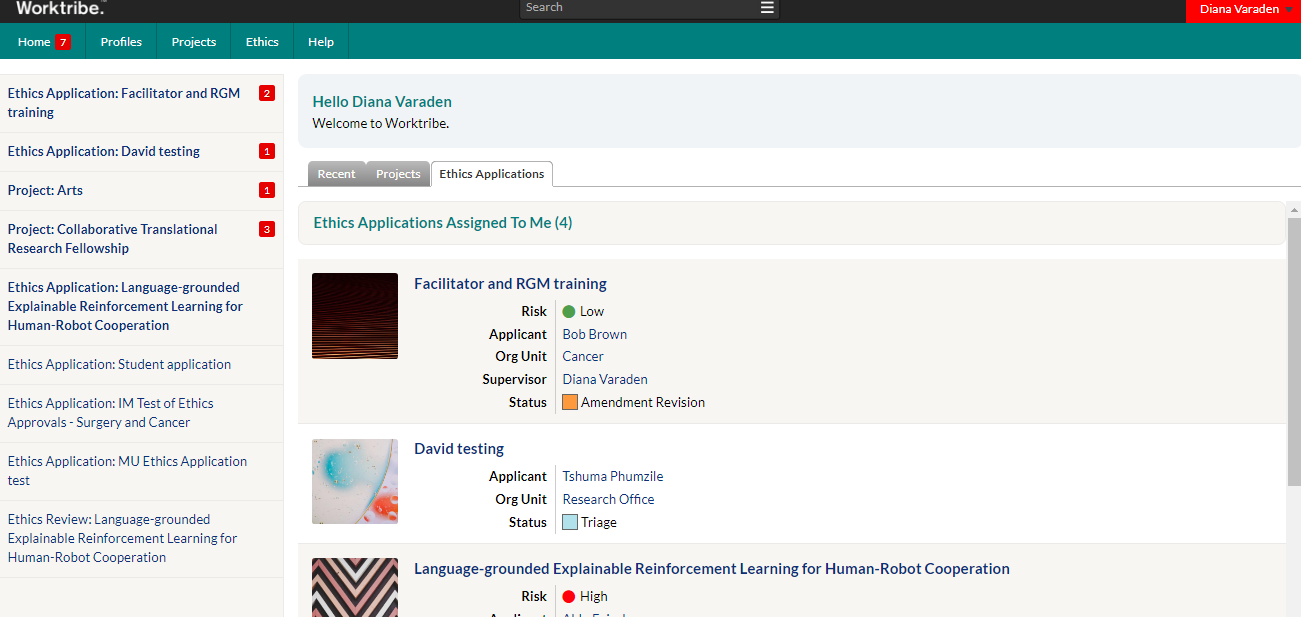 Worktribe.
Search
Diana Varaden
Home 7
Profiles
Projects
Ethics
Help
Ethics Application: Facilitator and RGM
training
2
Ethics Application: David testing
1
Project: Arts
1
Project: Collaborative Translational
Research Fellowship
3
Ethics Application: Language-grounded
Explainable Reinforcement Learning for
Human-Robot Cooperation
Ethics Application: Student application
Ethics Application: IM Test of Ethics
Approvals - Surgery and Cancer
Ethics Application: MU Ethics Application
test
Ethics Review: Language-grounded
Explainable Reinforcement Learning for
Human-Robot Cooperation
Hello Diana Varaden
Welcome to Worktribe.
Recent
Projects
Ethics Applications
Ethics Applications Assigned To Me (4)
Facilitator and RGM training
Risk Low
Applicant Bob Brown
Org Unit Cancer
Supervisor Diana Varaden
Status Amendment Revision
David testing
Applicant Tshuma Phumzile
Org Unit Research Office
Status Triage
Language-grounded Explainable Reinforcement Learning for Human-Robot Cooperation
Risk High